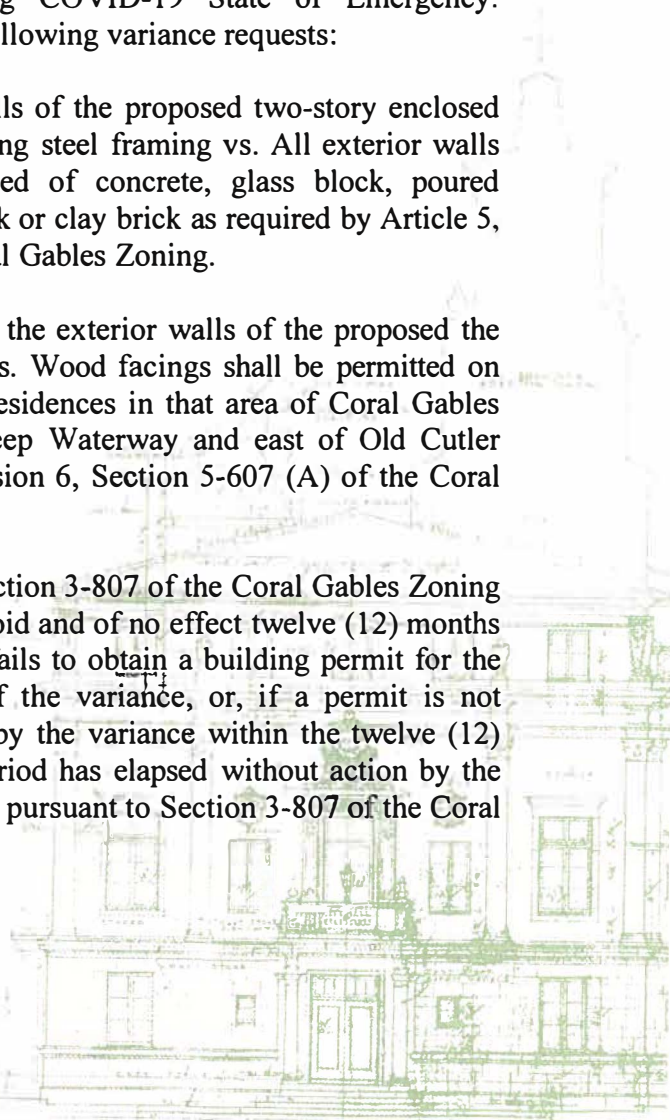 COVID-19 State of Emergency.
llowing variance requests:
lls of the proposed two-story enclosed
ng steel framing vs. All exterior walls
ed of concrete, glass block, poured
k or clay brick as required by Article 5,
l Gables Zoning.
the exterior walls of the proposed the
s. Wood facings shall be permitted on
esidences in that area of Coral Gables
eep Waterway and east of Old Cutler
sion 6, Section 5-607 (A) of the Coral
ction 3-807 of the Coral Gables Zoning
oid and of no effect twelve (12) months
ails to obtain a building permit for the
f the variance, or, if a permit is not
by the variance within the twelve (12)
riod has elapsed without action by the
pursuant to Section 3-807 of the Coral